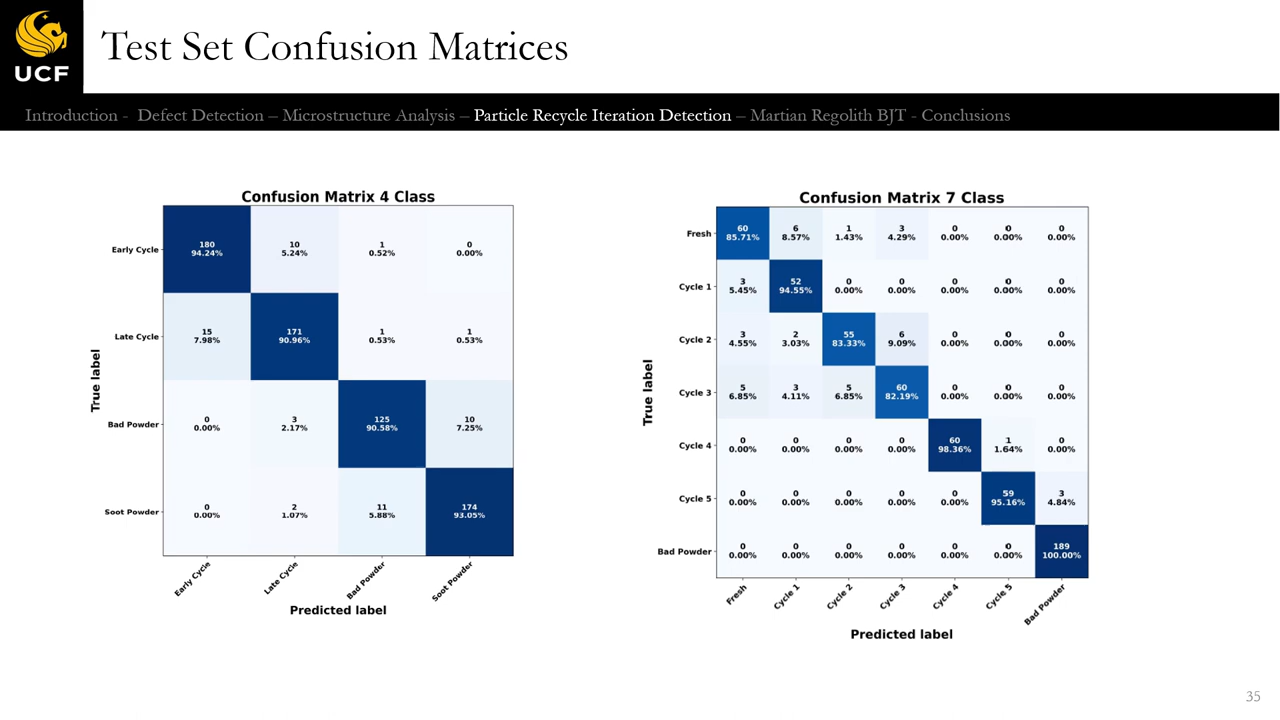 UCF
Test Set Confusion Matrices
Introduction - Defect Detection – Microstructure Analysis – Particle Recycle Iteration Detection – Martian Regolith BJT - Conclusions
Confusion Matrix 4 Class
True label
Early Cycle
180 10 1 0
94.24% 5.24% 0.52% 0.00%
Late Cycle
15 171 1 1
7.98% 90.96% 0.53% 0.53%
Bad Powder
0 3 125 10
0.00% 2.17% 90.58% 7.25%
Soot Powder
0 2 11 174
0.00% 1.07% 5.88% 93.05%
Early Cycle Late Cycle Bad Powder Soot Powder
Predicted label
Confusion Matrix 7 Class
True label
Fresh
60 6 1 3 0 0 0
85.71% 8.57% 1.43% 4.29% 0.00% 0.00% 0.00%
Cycle 1
3 52 0 0 0 0 0
5.45% 94.55% 0.00% 0.00% 0.00% 0.00% 0.00%
Cycle 2
3 2 55 6 0 0 0
4.55% 3.03% 83.33% 9.09% 0.00% 0.00% 0.00%
Cycle 3
5 3 5 60 0 0 0
6.85% 4.11% 6.85% 82.19% 0.00% 0.00% 0.00%
Cycle 4
0 0 0 0 60 1 0
0.00% 0.00% 0.00% 0.00% 98.36% 1.64% 0.00%
Cycle 5
0 0 0 0 0 59 3
0.00% 0.00% 0.00% 0.00% 0.00% 95.16% 4.84%
Bad Powder
0 0 0 0 0 0 189
0.00% 0.00% 0.00% 0.00% 0.00% 0.00% 100.00%
Fresh Cycle 1 Cycle 2 Cycle 3 Cycle 4 Cycle 5 Bad Powder
Predicted label
35